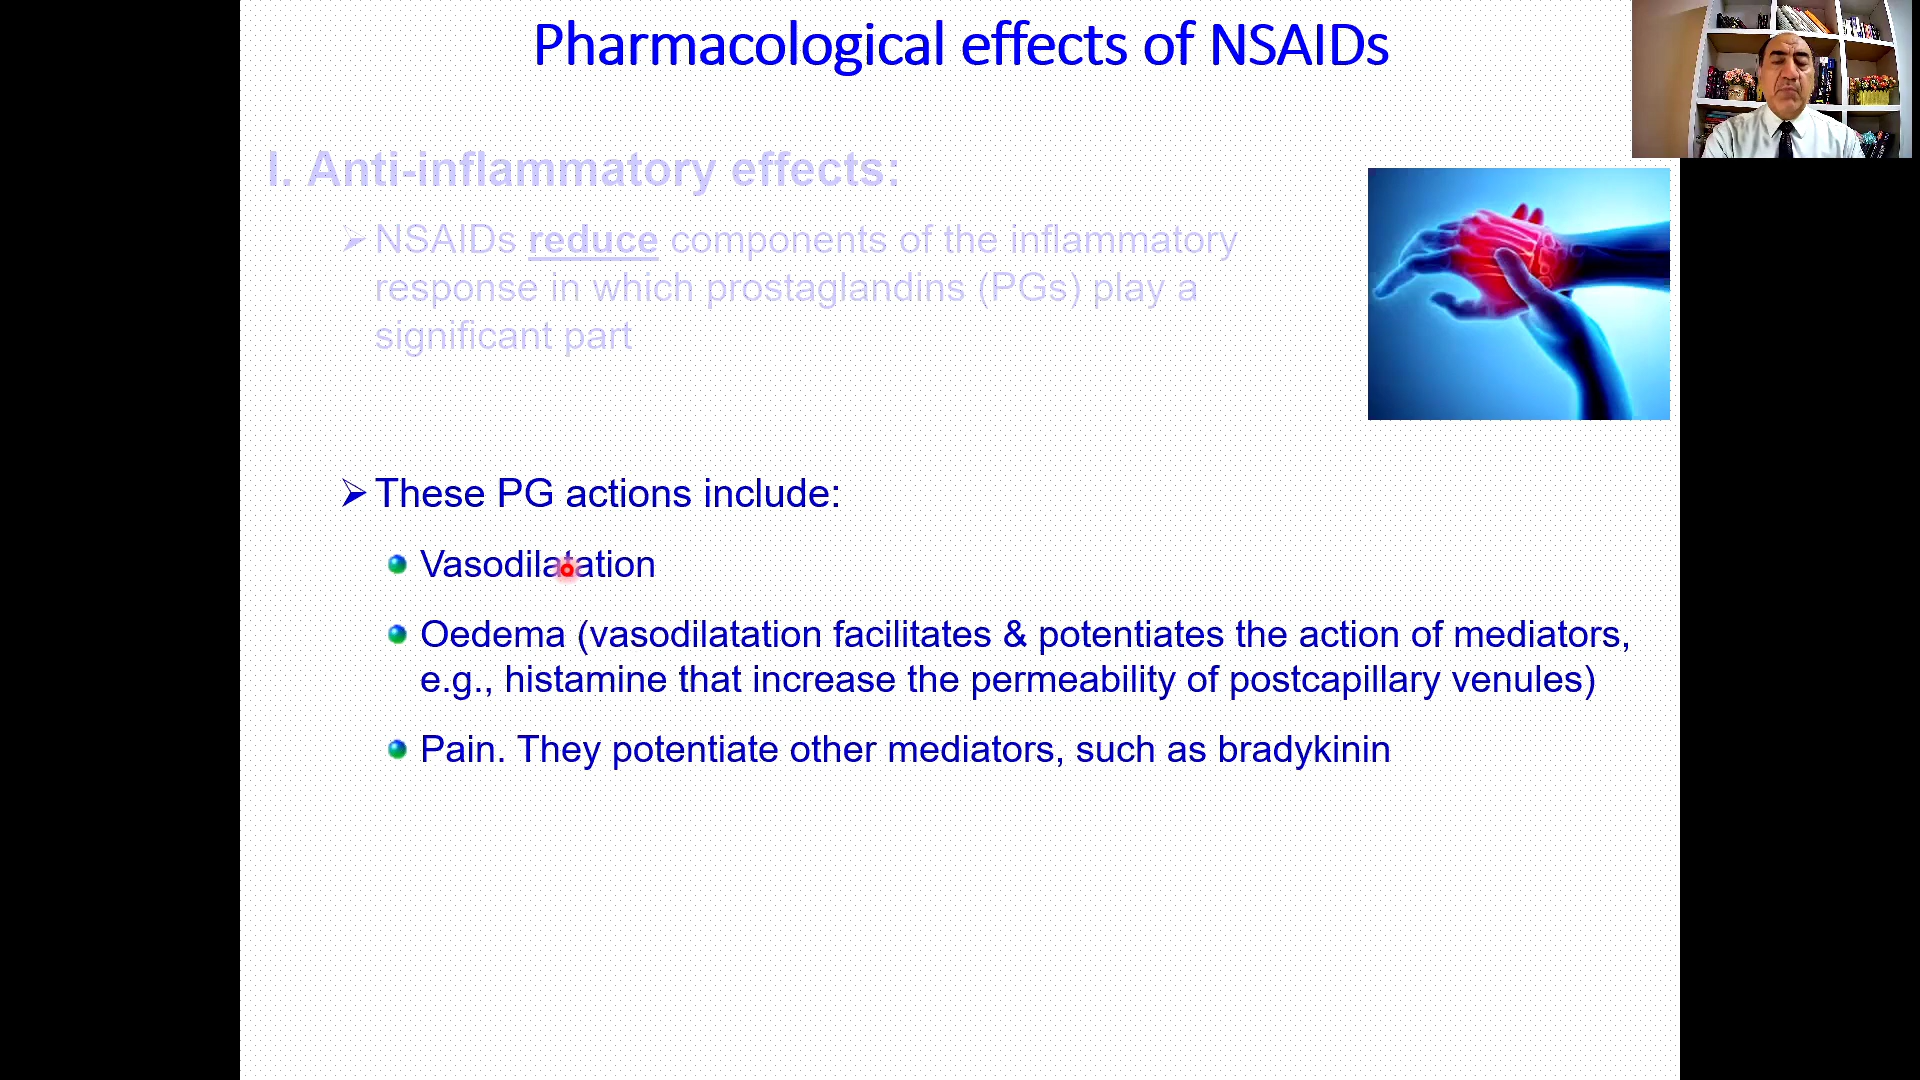 Pharmacological effects of NSAIDs
I. Anti-inflammatory effects:
➢ NSAIDs reduce components of the inflammatory
response in which prostaglandins (PGs) play a
significant part
➢ These PG actions include:
Vasodilatation
Oedema (vasodilatation facilitates & potentiates the action of mediators,
e.g., histamine that increase the permeability of postcapillary venules)
Pain. They potentiate other mediators, such as bradykinin